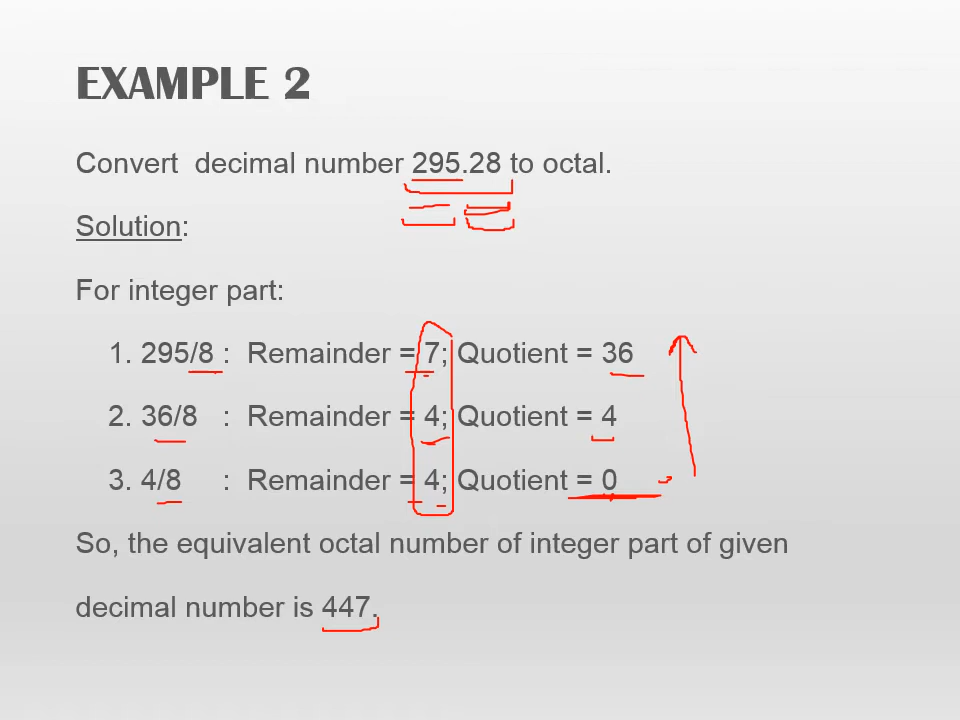 EXAMPLE 2
Convert decimal number 295.28 to octal.
Solution:
For integer part:
1. 295/8 : Remainder = 7; Quotient = 36
2. 36/8 : Remainder = 4; Quotient = 4
3. 4/8 : Remainder = 4; Quotient = 0
So, the equivalent octal number of integer part of given
decimal number is 447.